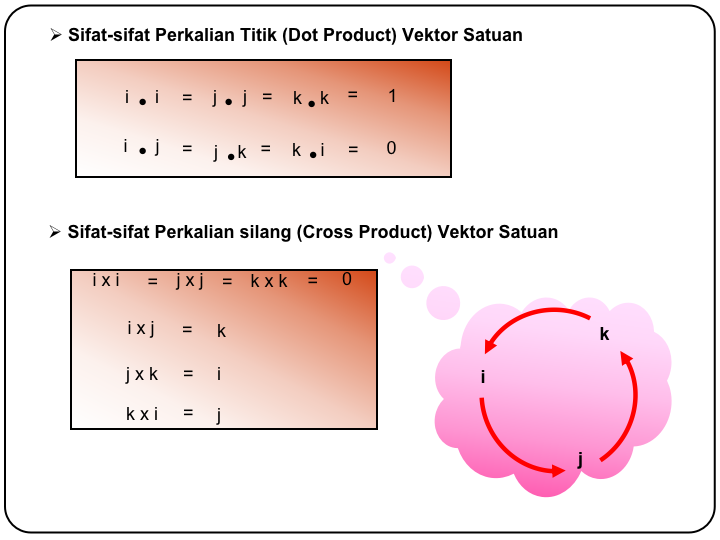 ➢ Sifat-sifat Perkalian Titik (Dot Product) Vektor Satuan
i • i = j • j = k • k = 1
i • j = j • k = k • i = 0
➢ Sifat-sifat Perkalian silang (Cross Product) Vektor Satuan
i x i = j x j = k x k = 0
i x j = k
j x k = i
k x i = j
k
i
j